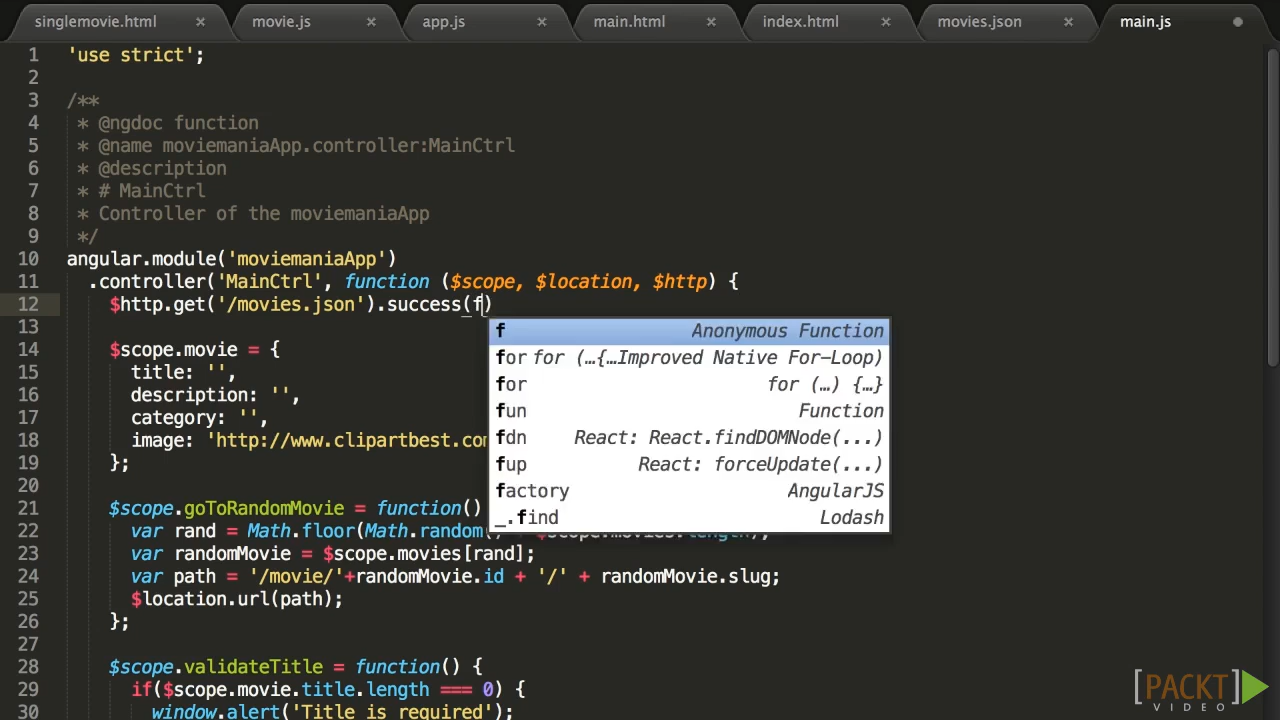 singlemovie.html × movie.js × app.js × main.html × index.html × movies.json × main.js
1 'use strict';
2
3 /**
4 * @ngdoc function
5 * @name moviemaniaApp.controller:MainCtrl
6 * @description
7 * # MainCtrl
8 * Controller of the moviemaniaApp
9 */
10 angular.module('moviemaniaApp')
11 .controller('MainCtrl', function ($scope, $location, $http) {
12 $http.get('/movies.json').success(f)
13
f Anonymous Function
14 $scope.movie = {
for for (…{…Improved Native For-Loop)
15 title: '',
for for (…) {…}
16 description: '',
fun Function
17 category: '',
fdn React: React.findDOMNode(...)
18 image: 'http://www.clipartbest.co
fup React: forceUpdate(...)
19 };
factory AngularJS
20
_.find Lodash
21 $scope.goToRandomMovie = function()
22 var rand = Math.floor(Math.random() * $scope.movies.length);
23 var randomMovie = $scope.movies[rand];
24 var path = '/movie/'+randomMovie.id + '/' + randomMovie.slug;
25 $location.url(path);
26 };
27
28 $scope.validateTitle = function() {
29 if($scope.movie.title.length === 0) {
30 window.alert('Title is required');
[PACKT]
VIDEO